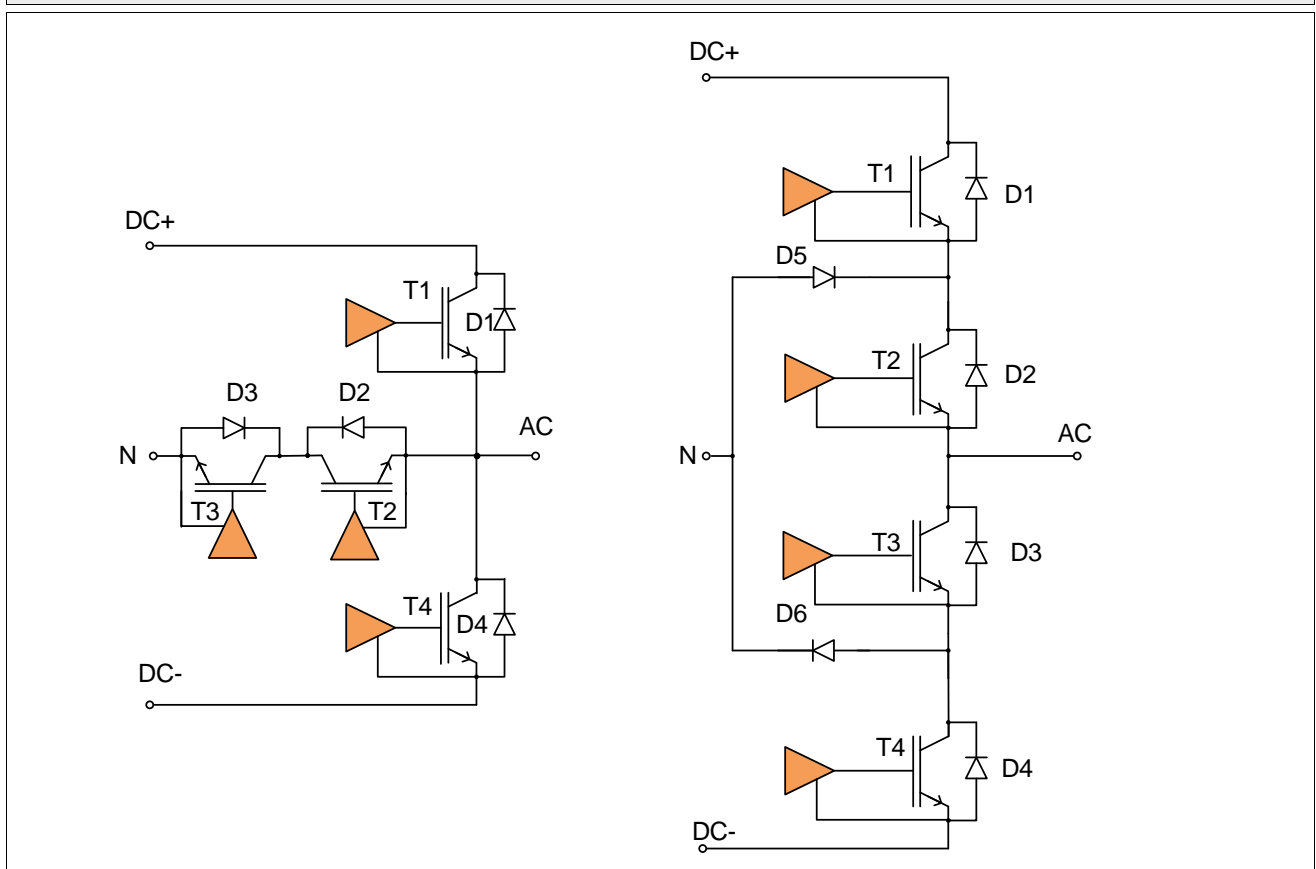 DC+
T1
D1
D3
D2
N
AC
T3
T2
T4
D4
DC-
DC+
T1
D1
D5
T2
D2
N
AC
T3
D3
D6
T4
D4
DC-